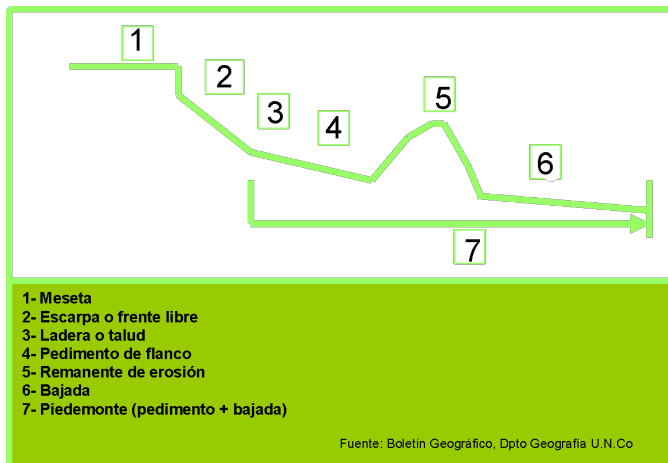 1
2
3
4
5
6
7
1- Meseta
2- Escarpa o frente libre
3- Ladera o talud
4- Pedimento de flanco
5- Remanente de erosión
6- Bajada
7- Piedemonte (pedimento + bajada)
Fuente: Boletín Geográfico, Dpto Geografía U.N.Co